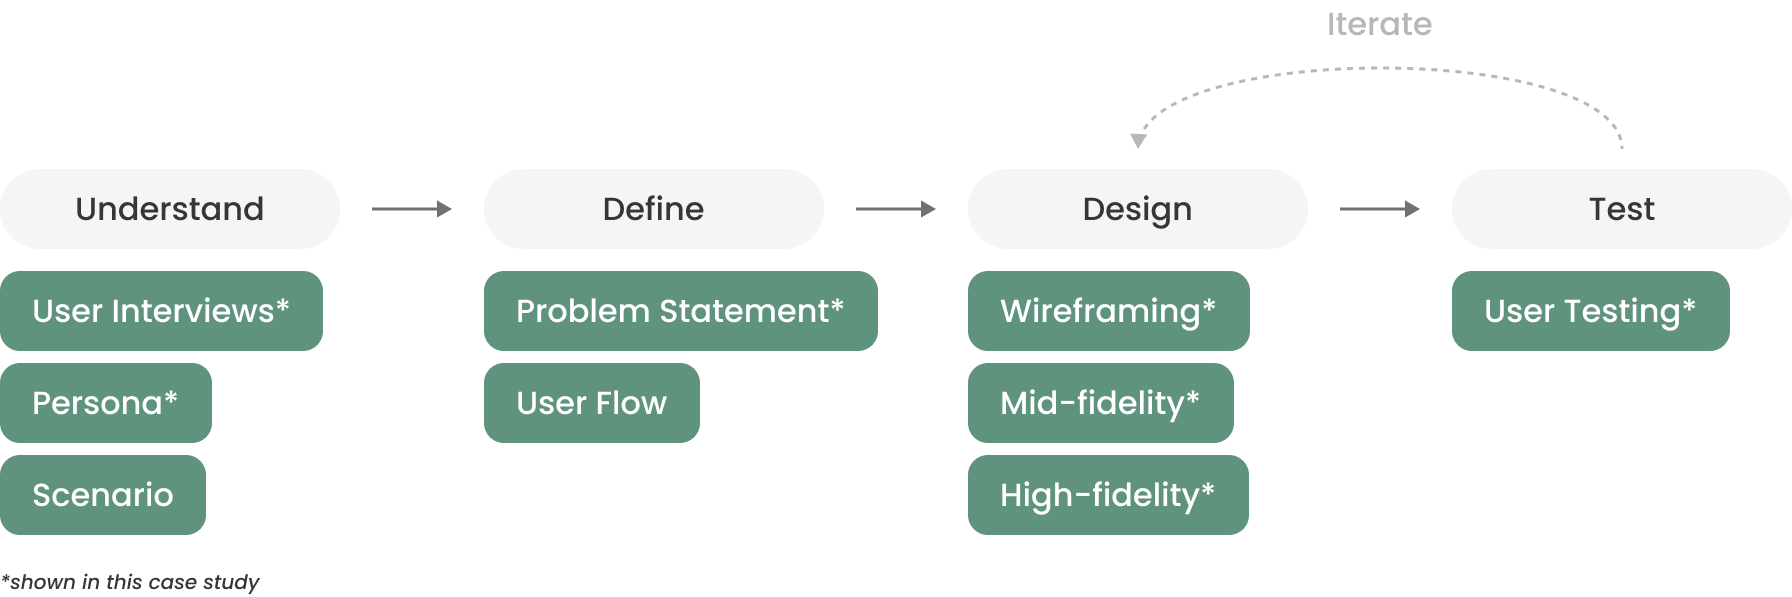 Iterate
Understand
Define
Design
Test
User Interviews*
Problem Statement*
Wireframing*
User Testing*
Persona*
User Flow
Mid-fidelity*
Scenario
High-fidelity*
*shown in this case study